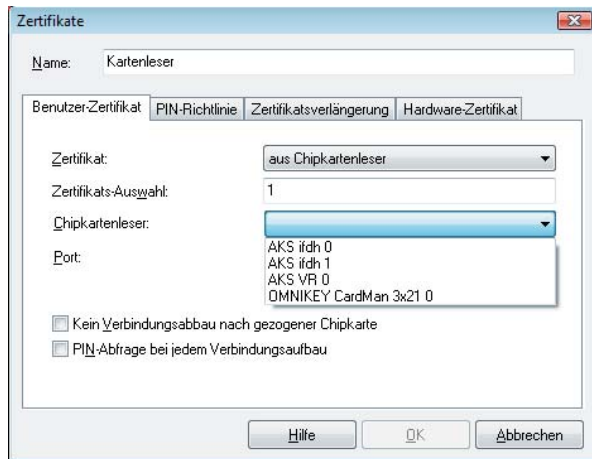 Zertifikate
Name: Kartenleser
Benutzer-Zertifikat PIN-Richtlinie Zertifikatsverlängerung Hardware-Zertifikat
Zertifikat: aus Chipkartenleser
Zertifikats-Auswahl: 1
Chipkartenleser:
Port:
AKS ifdh 0
AKS ifdh 1
AKS VR 0
OMNIKEY CardMan 3x21 0
Kein Verbindungsabbau nach gezogener Chipkarte
PIN-Abfrage bei jedem Verbindungsaufbau
Hilfe OK Abbrechen